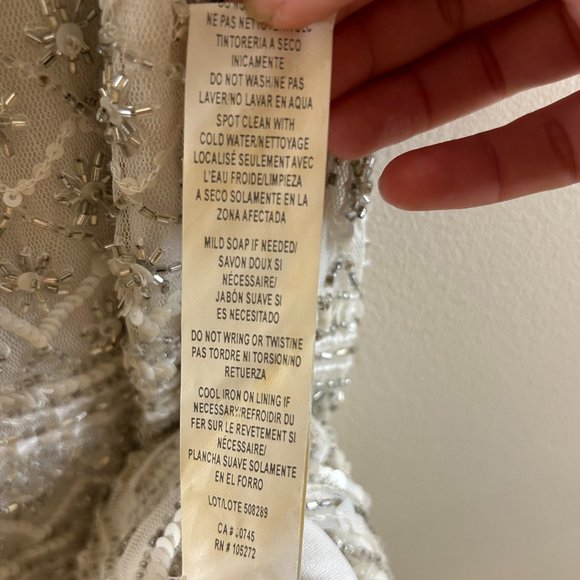 NE PAS NETTOYER
TINTORERIA A SECO
INICAMENTE
DO NOT WASH/NE PAS
LAVER/NO LAVAR EN AQUA
SPOT CLEAN WITH
COLD WATER/NETTOYAGE
LOCALISÉ SEULEMENT AVEC
L'EAU FROIDE/LIMPIEZA
A SECO SOLAMENTE EN LA
ZONA AFECTADA
MILD SOAP IF NEEDED/
SAVON DOUX SI
NÉCESSAIRE/
JABÓN SUAVE SI
ES NECESITADO
DO NOT WRING OR TWIST/NE
PAS TORDRE NI TORSION/NO
RETUERZA
COOL IRON ON LINING IF
NECESSARY/REFROIDIR DU
FER SUR LE REVETEMENT SI
NÉCESSAIRE/
PLANCHA SUAVE SOLAMENTE
EN EL FORRO
LOT/LOTE 508289
CA # 30745
RN # 105272